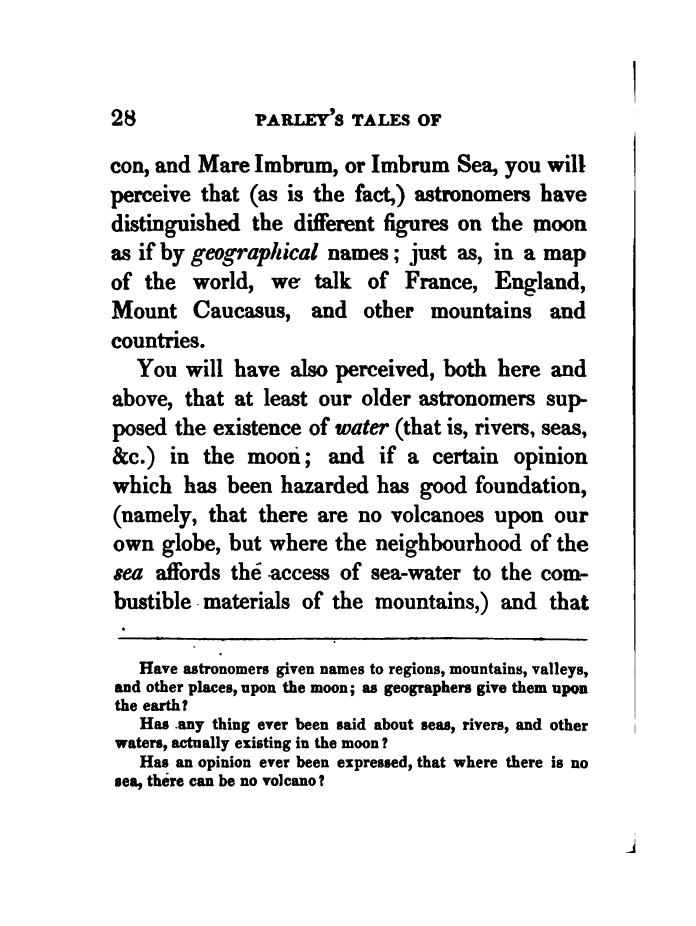 28 PARLEY'S TALES OF
con, and Mare Imbrum, or Imbrum Sea, you will
perceive that (as is the fact,) astronomers have
distinguished the different figures on the moon
as if by geographical names; just as, in a map
of the world, we talk of France, England,
Mount Caucasus, and other mountains and
countries.
You will have also perceived, both here and
above, that at least our older astronomers sup-
posed the existence of water (that is, rivers, seas,
&c.) in the moon; and if a certain opinion
which has been hazarded has good foundation,
(namely, that there are no volcanoes upon our
own globe, but where the neighbourhood of the
sea affords the access of sea-water to the com-
bustible materials of the mountains,) and that
Have astronomers given names to regions, mountains, valleys,
and other places, upon the moon; as geographers give them upon
the earth?
Has any thing ever been said about seas, rivers, and other
waters, actually existing in the moon?
Has an opinion ever been expressed, that where there is no
sea, there can be no volcano?